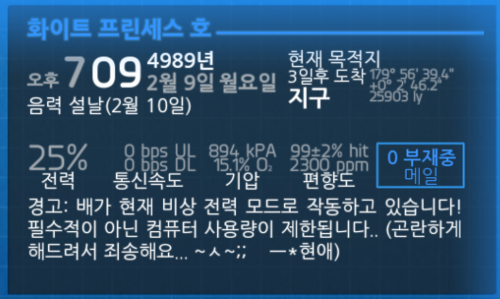 화이트 프린세스 호
오후 7 09 4989년
2월 9일 월요일
음력 설날(2월 10일)
현재 목적지
3일후 도착
지구
179° 56' 39.4"
+0° 2' 46.2"
25903 ly
25%
전력
0 bps UL
0 bps DL
통신속도
894 kPA
15.1% O₂
기압
99±2% hit
2300 ppm
편향도
0 부재중
메일
경고: 배가 현재 비상 전력 모드로 작동하고 있습니다!
필수적이 아닌 컴퓨터 사용량이 제한됩니다.. (곤란하게
해드려서 죄송해요... ~ㅅ~;; ㅡ*현애)